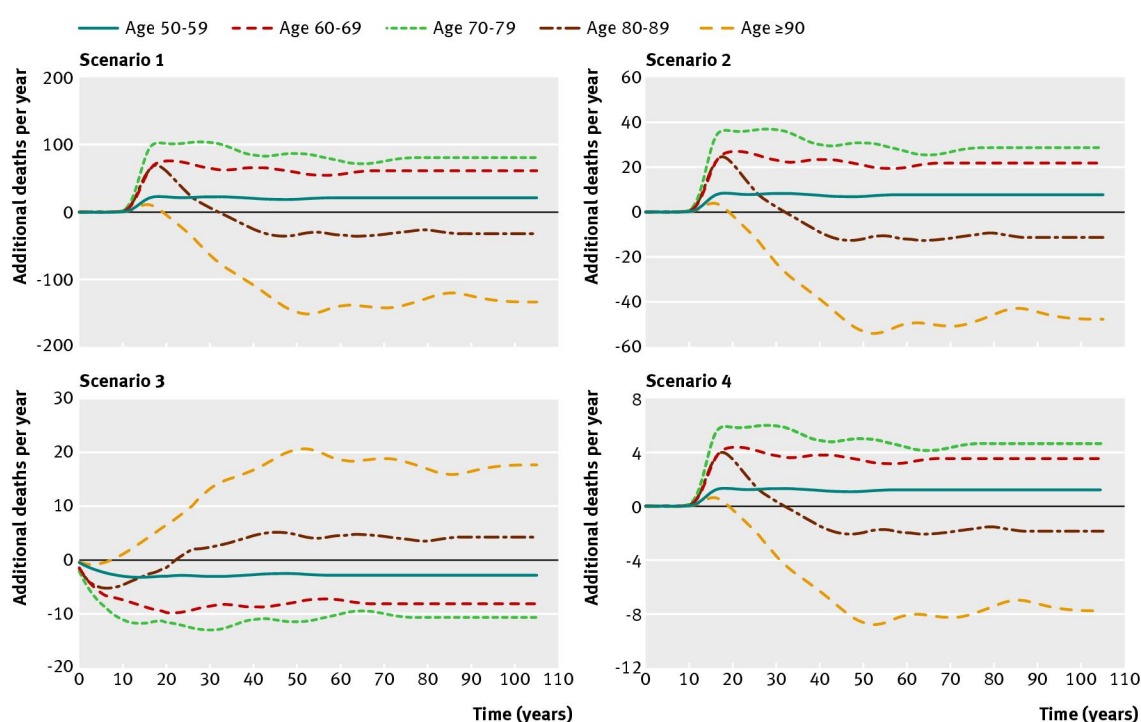 Age 50-59 Age 60-69 Age 70-79 Age 80-89 Age ≥90
Scenario 1
Additional deaths per year
200
100
0
-100
-200
Scenario 2
Additional deaths per year
60
40
20
0
-20
-40
-60
Scenario 3
Additional deaths per year
30
20
10
0
-10
-20
0 10 20 30 40 50 60 70 80 90 100 110
Time (years)
Scenario 4
Additional deaths per year
8
4
0
-4
-8
-12
0 10 20 30 40 50 60 70 80 90 100 110
Time (years)